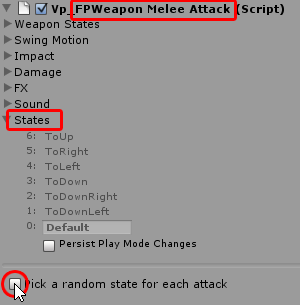 Vp_FPWeapon Melee Attack (Script)
Weapon States
Swing Motion
Impact
Damage
FX
Sound
States
6: ToUp
5: ToRight
4: ToLeft
3: ToDown
2: ToDownRight
1: ToDownLeft
0: Default
Persist Play Mode Changes
ick a random state for each attack